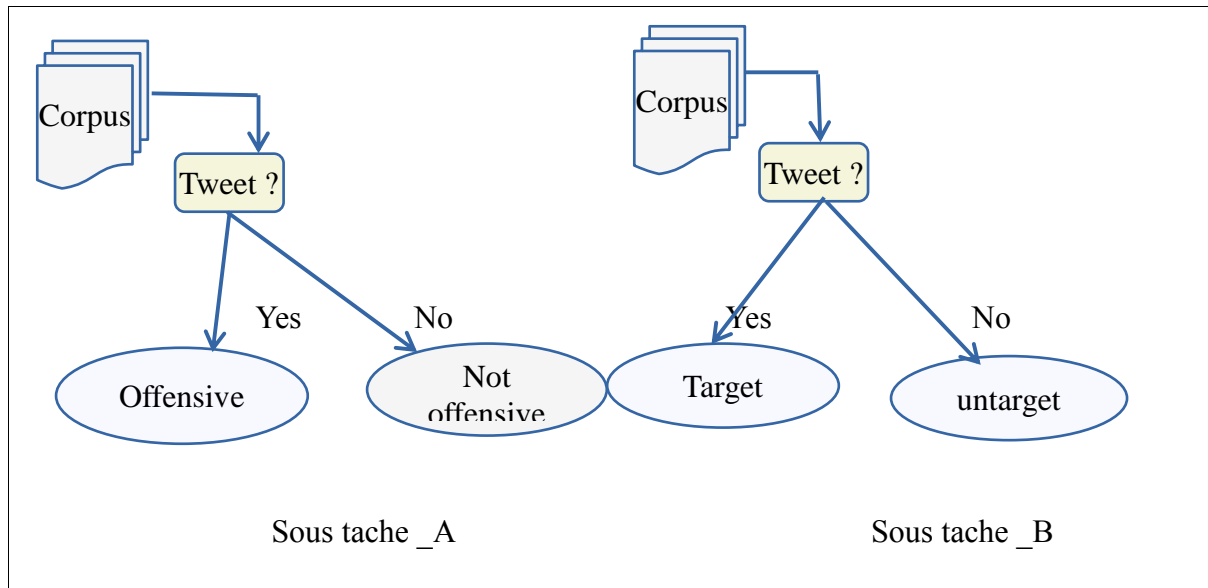 Corpus
Tweet ?
Yes
No
Offensive
Not
offensive
Sous tache _A
Corpus
Tweet ?
Yes
No
Target
untarget
Sous tache _B